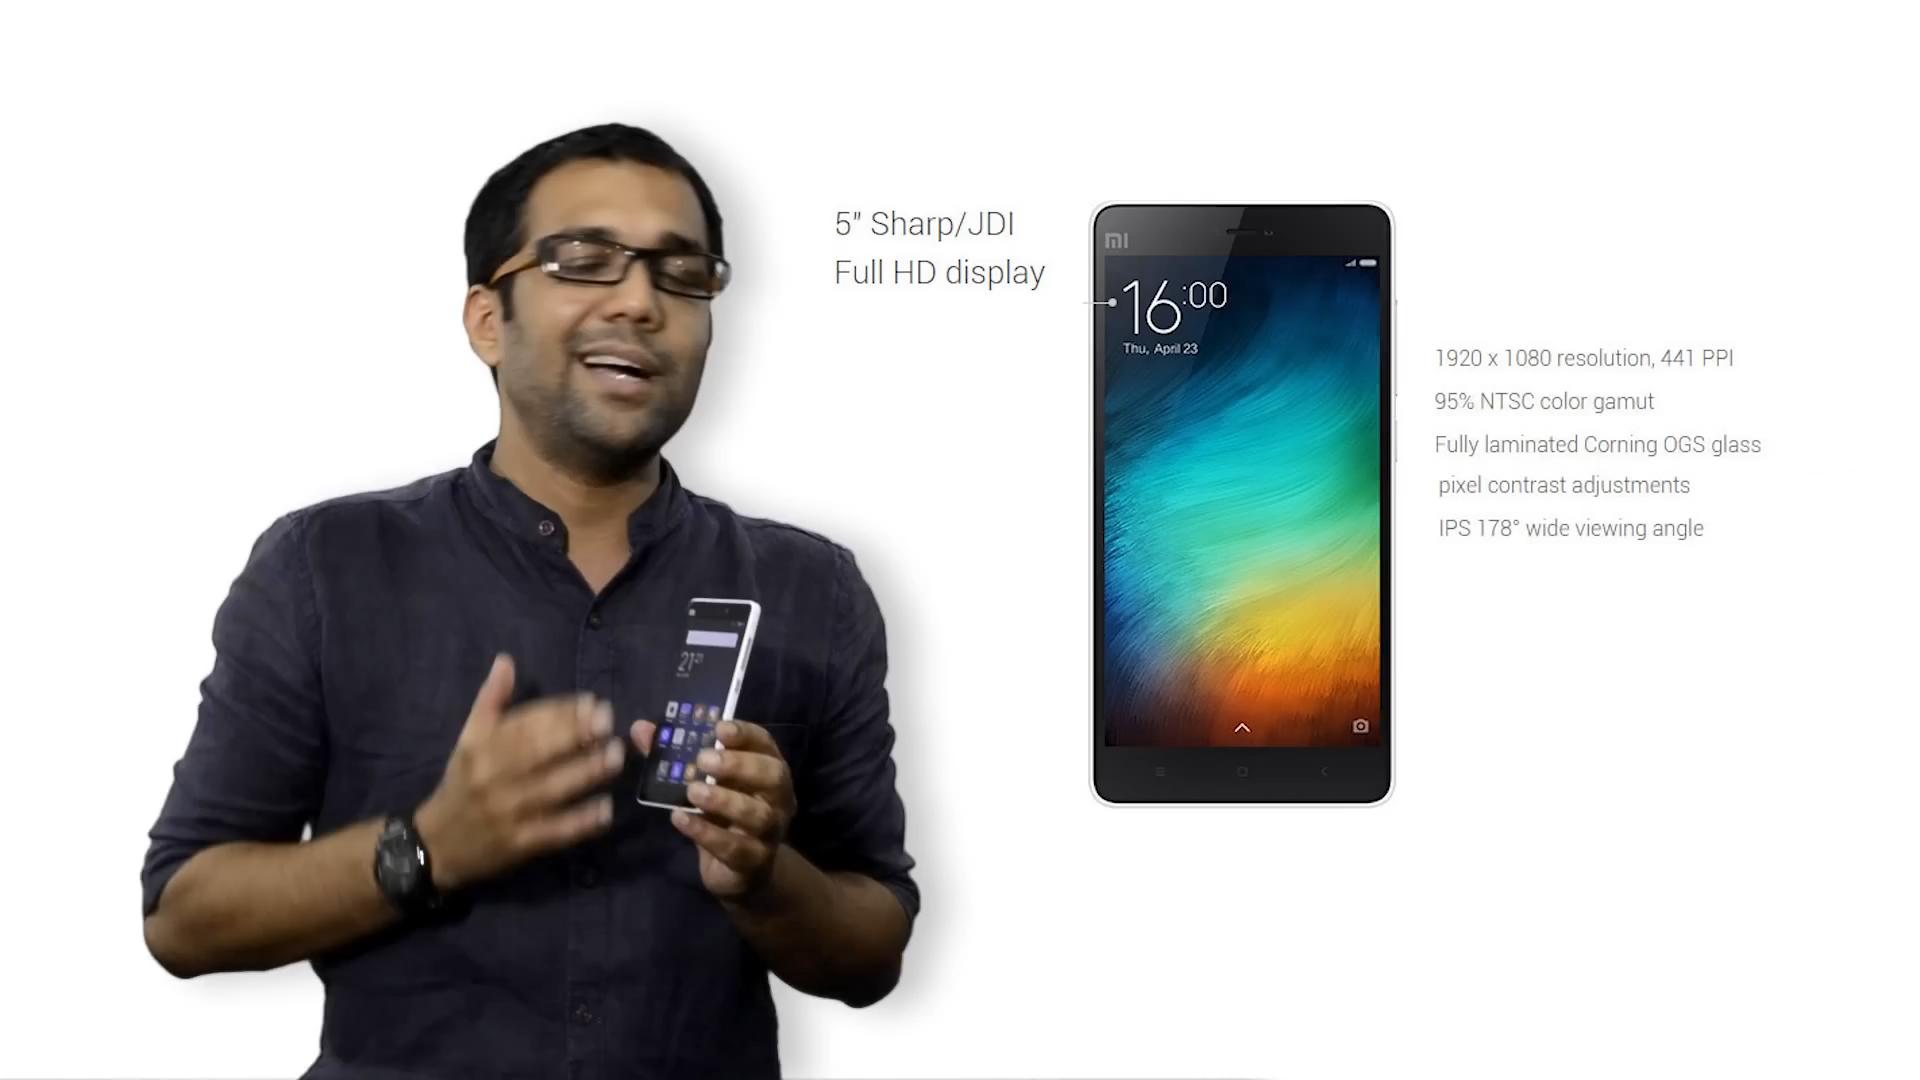 5" Sharp/JDI
Full HD display
mi
16:00
Thu, April 23
1920 x 1080 resolution, 441 PPI
95% NTSC color gamut
Fully laminated Corning OGS glass
pixel contrast adjustments
IPS 178° wide viewing angle
21